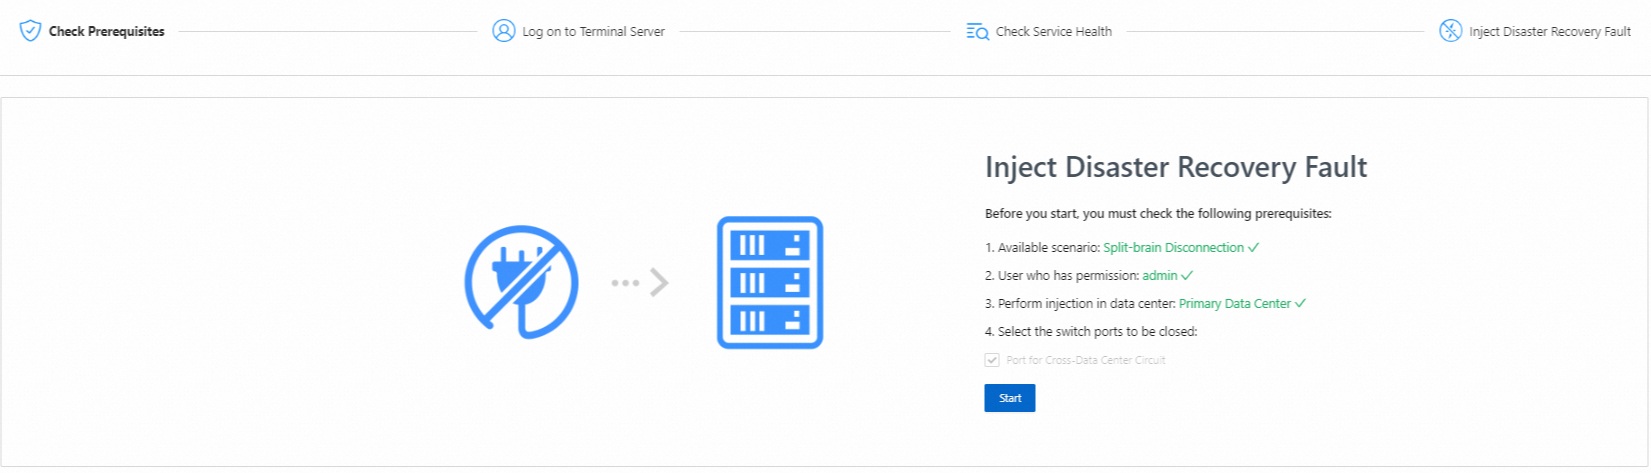 Check Prerequisites
Log on to Terminal Server
Check Service Health
Inject Disaster Recovery Fault
Inject Disaster Recovery Fault
Before you start, you must check the following prerequisites:
1. Available scenario: Split-brain Disconnection
2. User who has permission: admin
3. Perform injection in data center: Primary Data Center
4. Select the switch ports to be closed:
Port for Cross-Data Center Circuit
Start